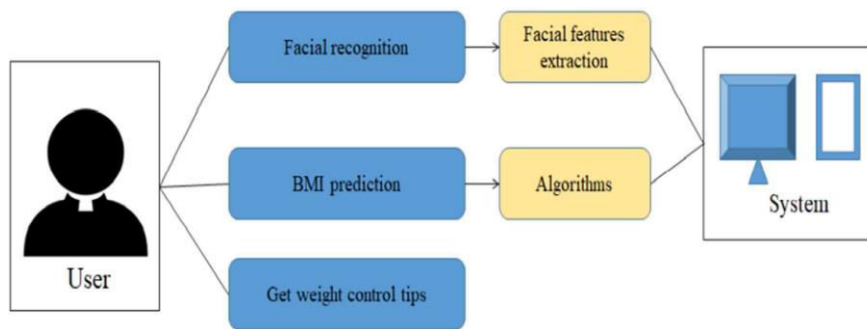 Facial recognition
Facial features
extraction
BMI prediction
Algorithms
System
User
Get weight control tips